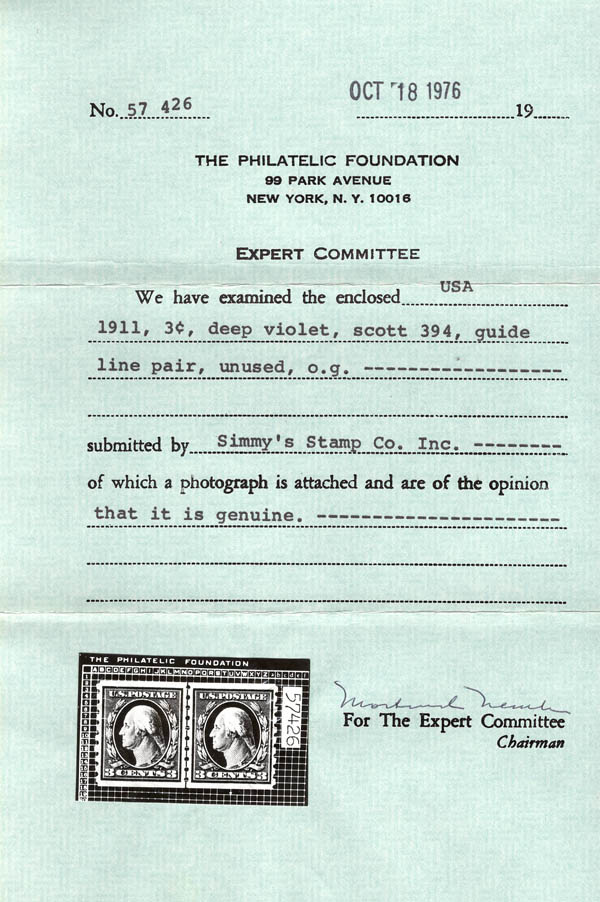 OCT 18 1976
No. 57 426 19
THE PHILATELIC FOUNDATION
99 PARK AVENUE
NEW YORK, N. Y. 10016
EXPERT COMMITTEE
We have examined the enclosed USA
1911, 3¢, deep violet, scott 394, guide
line pair, unused, o.g. ------------------
submitted by Simmy's Stamp Co. Inc. --------
of which a photograph is attached and are of the opinion
that it is genuine. ----------------------
THE PHILATELIC FOUNDATION
ABCDEFGHIJKLMNOPQRSTUVWXYZabcdef
U.S. POSTAGE U.S. POSTAGE
57426
3 CENTS 3 3 CENTS 3
For The Expert Committee
Chairman